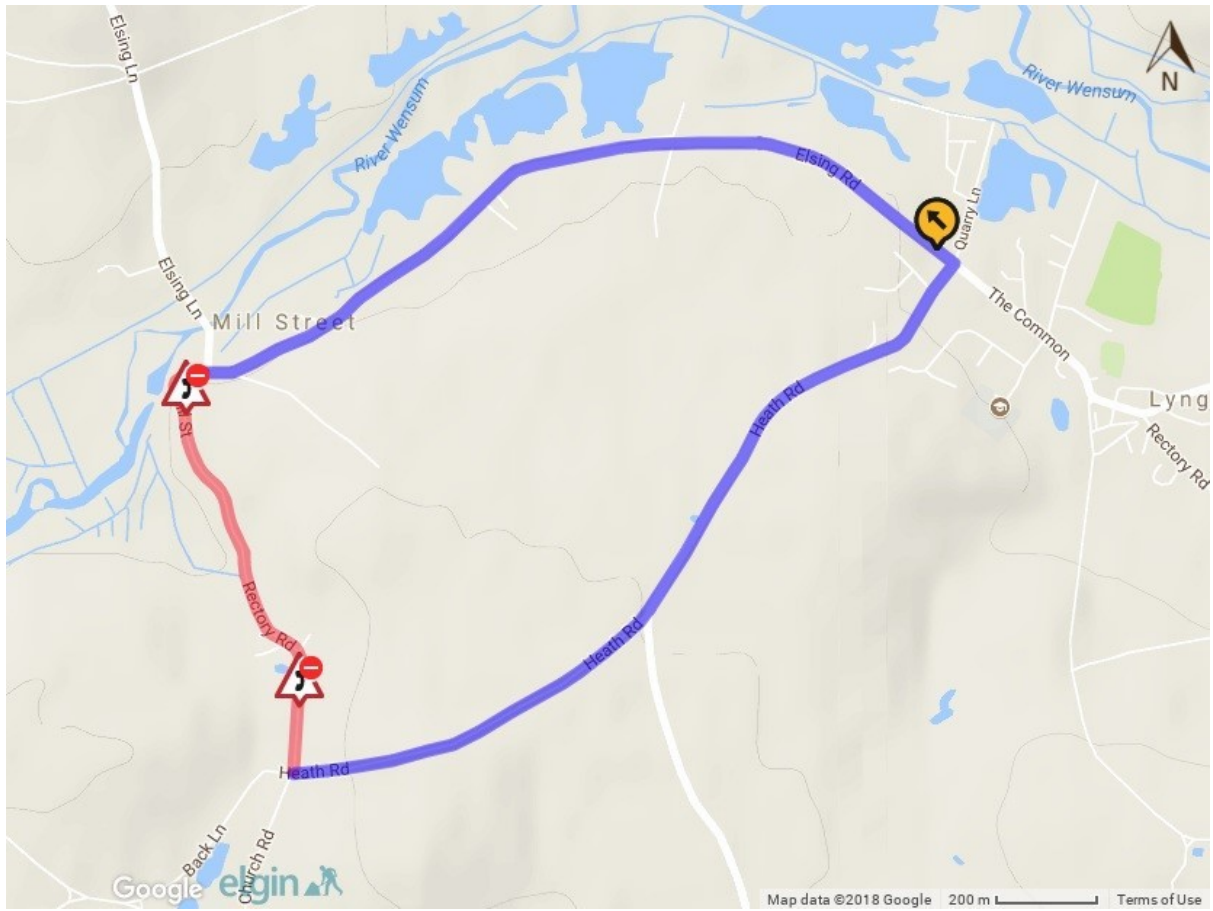 Elsing Ln
River Wensum
River Wensum
N
Elsing Rd
Quarry Ln
Elsing Ln
Mill Street
The Common
Lyng
Heath Rd
St
Rectory Rd
Rectory Rd
Heath Rd
Heath Rd
Back Ln
Church Rd
Google elgin
Map data ©2018 Google 200 m Terms of Use